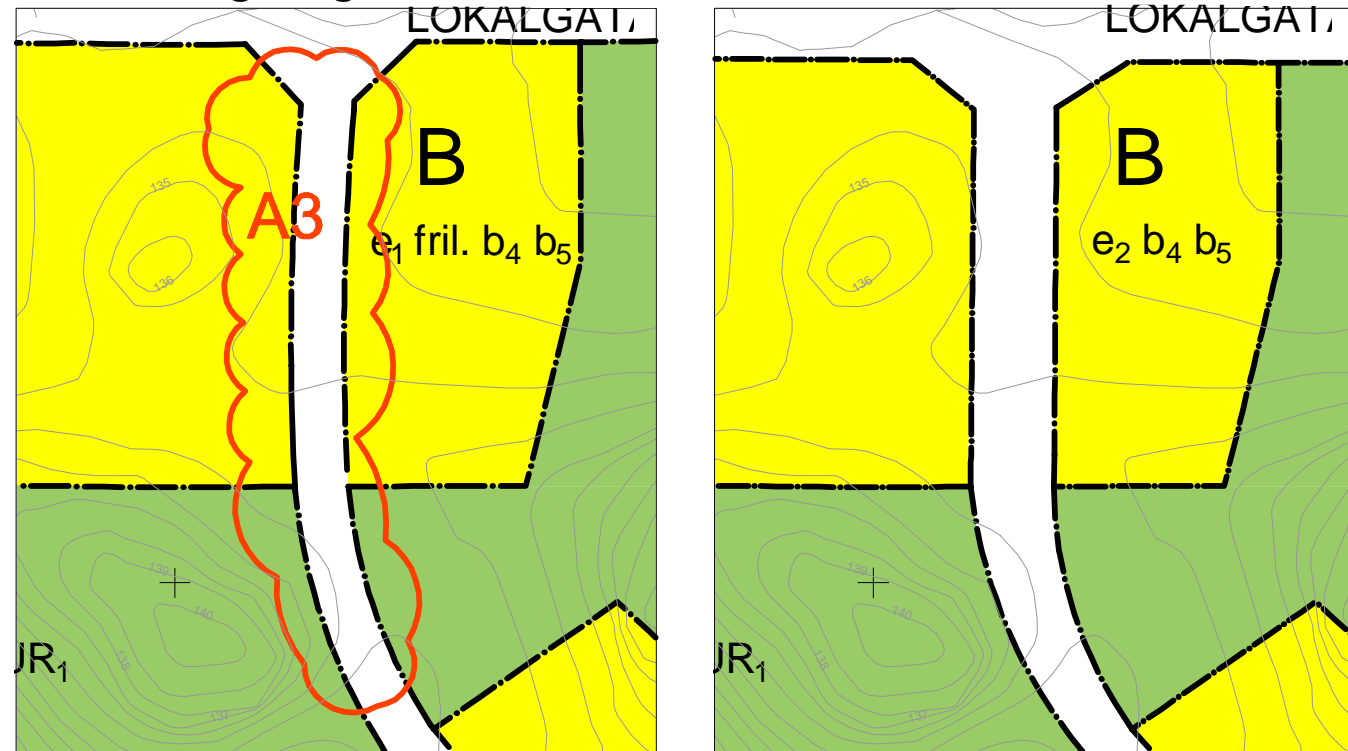 LOKALGATA
B
A3
e₁ fril. b₄ b₅
135
136
139
140
138
137
JR₁
LOKALGATA
B
e₂ b₄ b₅
135
136
139
140
138
137
JR₁